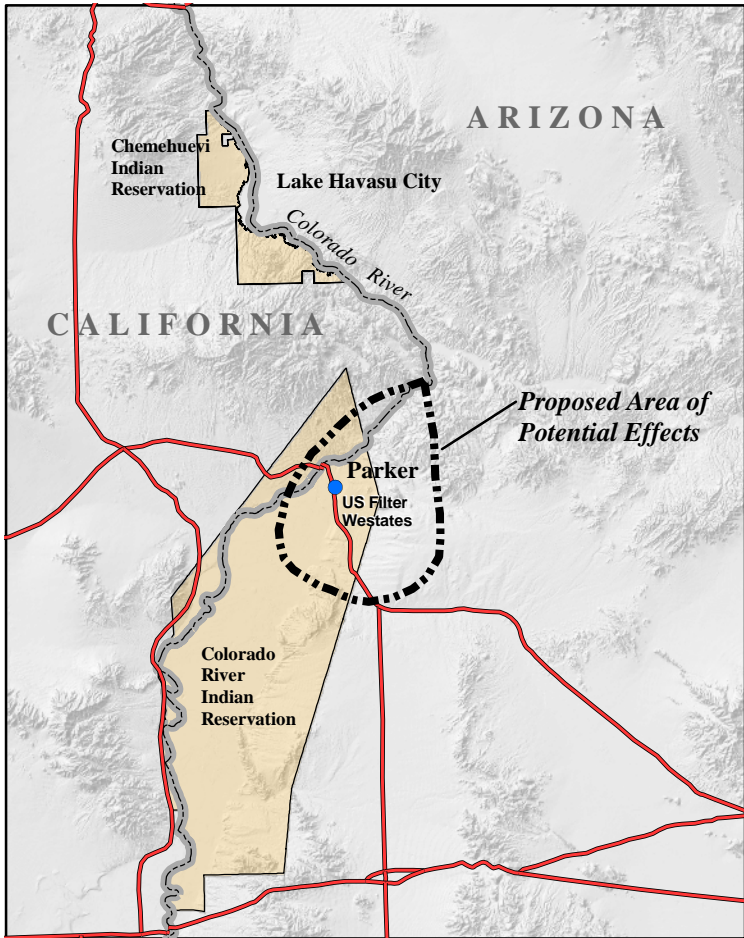 ARIZONA
Chemehuevi
Indian
Reservation
Lake Havasu City
Colorado River
CALIFORNIA
Proposed Area of
Potential Effects
Parker
US Filter
Westates
Colorado
River
Indian
Reservation